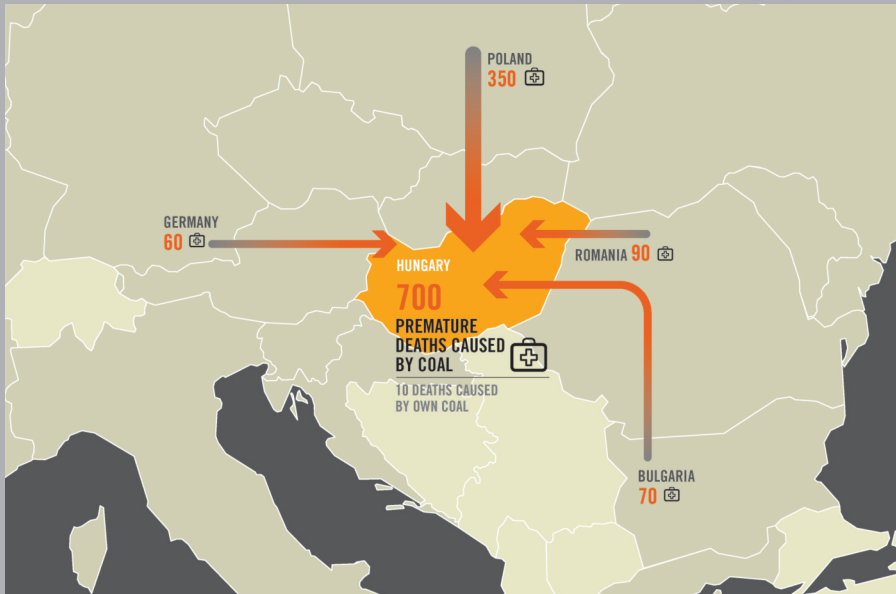 POLAND
350
GERMANY
60
ROMANIA 90
HUNGARY
700
PREMATURE
DEATHS CAUSED
BY COAL
10 DEATHS CAUSED
BY OWN COAL
BULGARIA
70